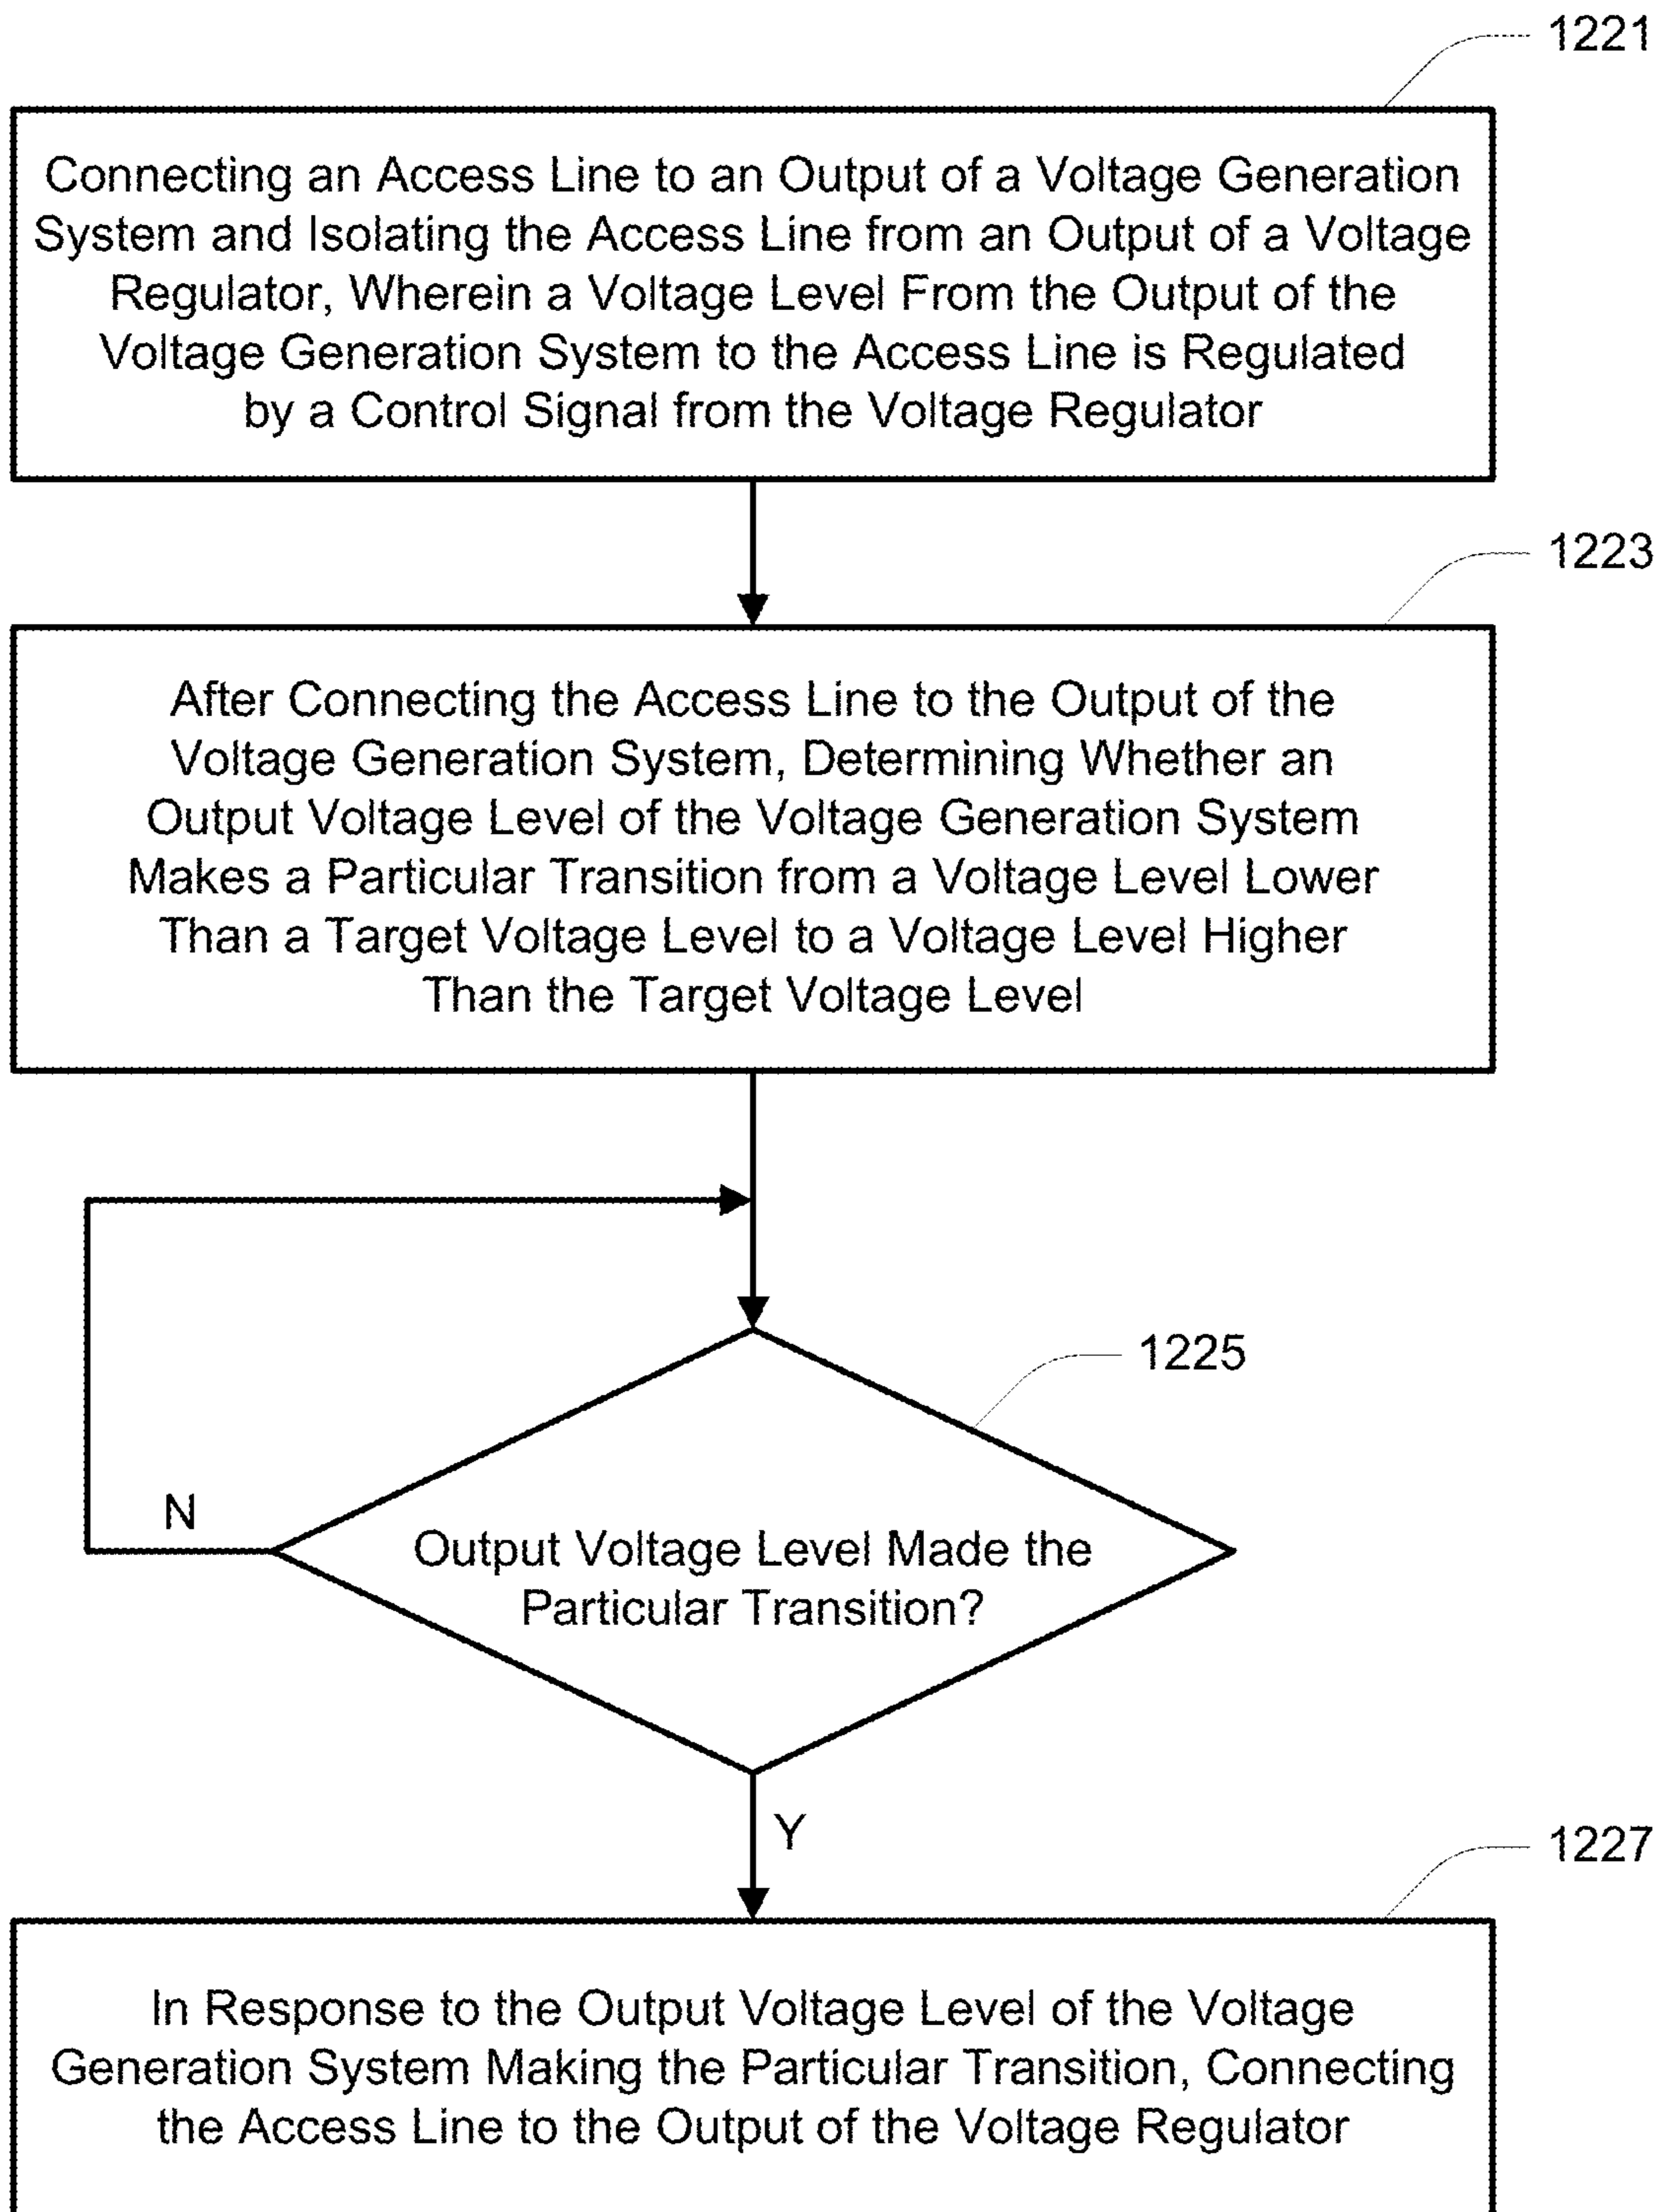 1221
Connecting an Access Line to an Output of a Voltage Generation
System and Isolating the Access Line from an Output of a Voltage
Regulator, Wherein a Voltage Level From the Output of the
Voltage Generation System to the Access Line is Regulated
by a Control Signal from the Voltage Regulator
1223
After Connecting the Access Line to the Output of the
Voltage Generation System, Determining Whether an
Output Voltage Level of the Voltage Generation System
Makes a Particular Transition from a Voltage Level Lower
Than a Target Voltage Level to a Voltage Level Higher
Than the Target Voltage Level
1225
N
Output Voltage Level Made the
Particular Transition?
Y
1227
In Response to the Output Voltage Level of the Voltage
Generation System Making the Particular Transition, Connecting
the Access Line to the Output of the Voltage Regulator